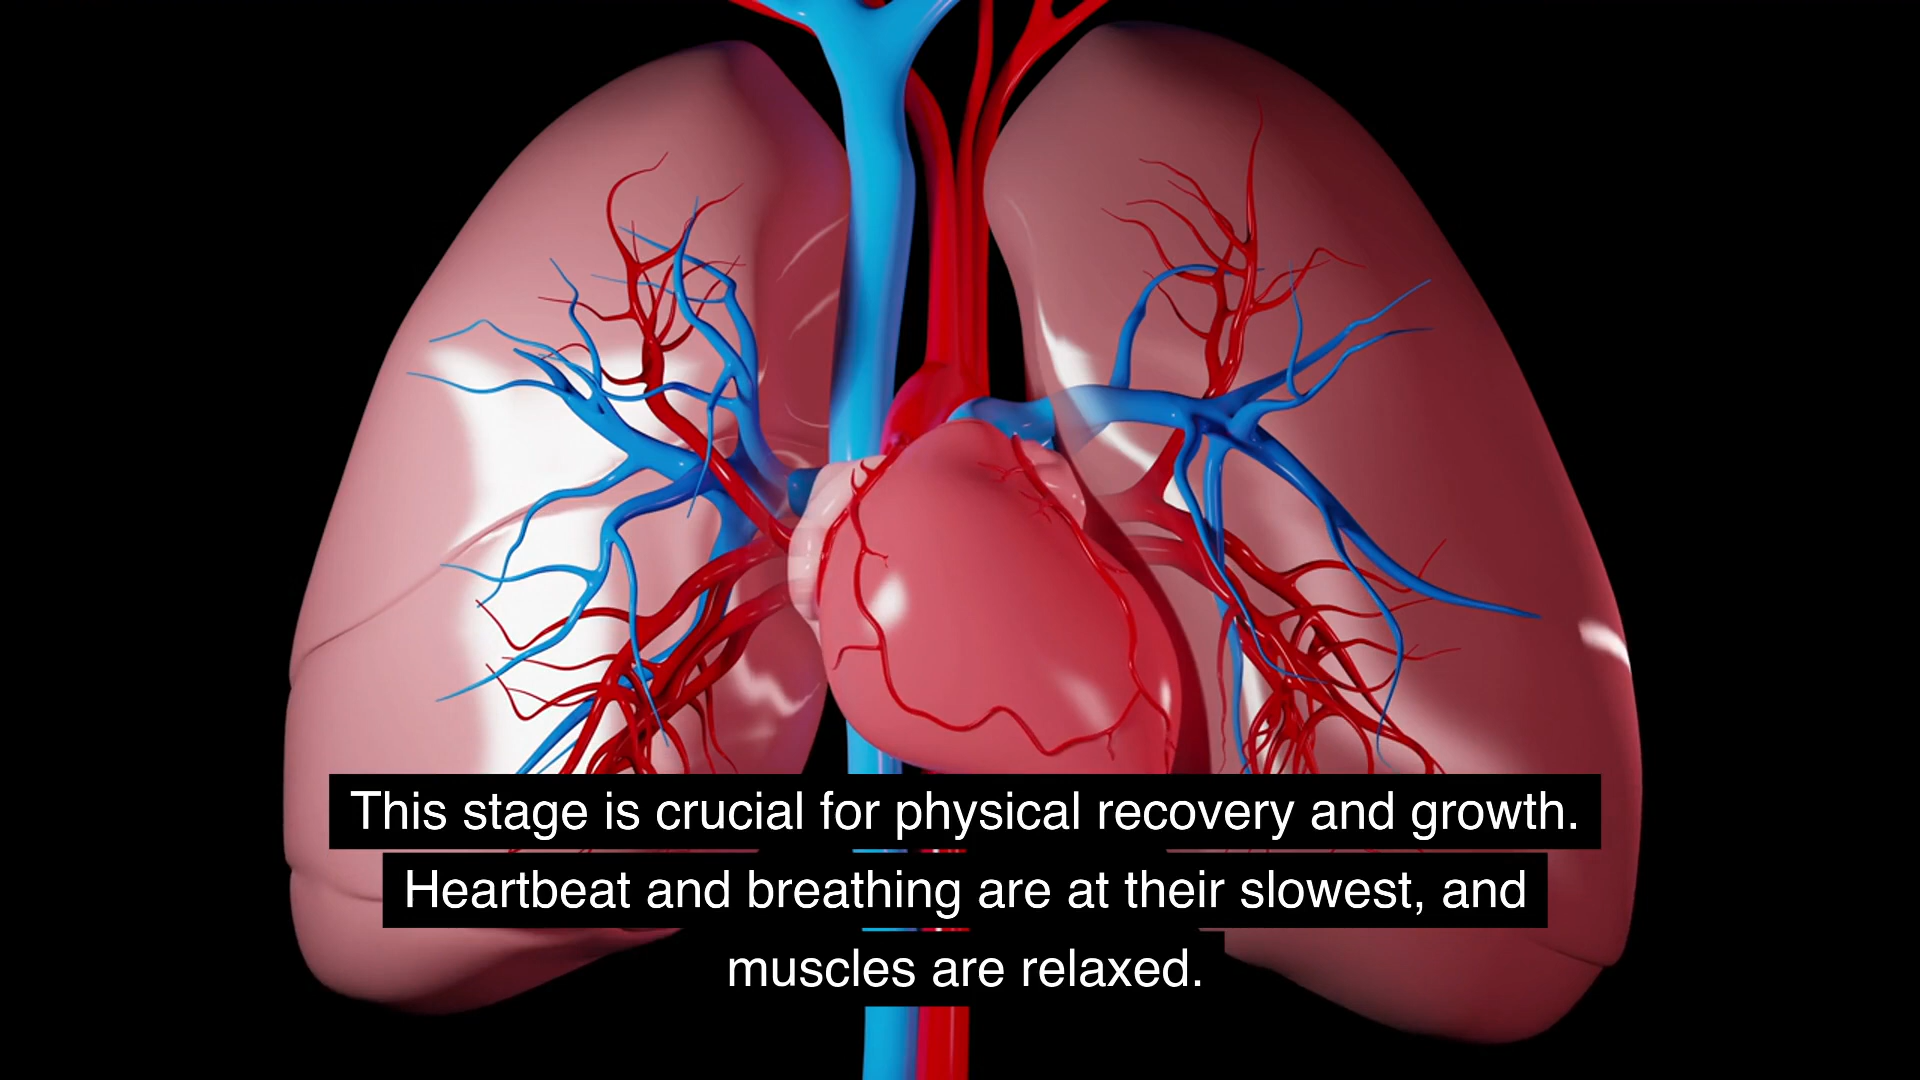 This stage is crucial for physical recovery and growth.
Heartbeat and breathing are at their slowest, and
muscles are relaxed.